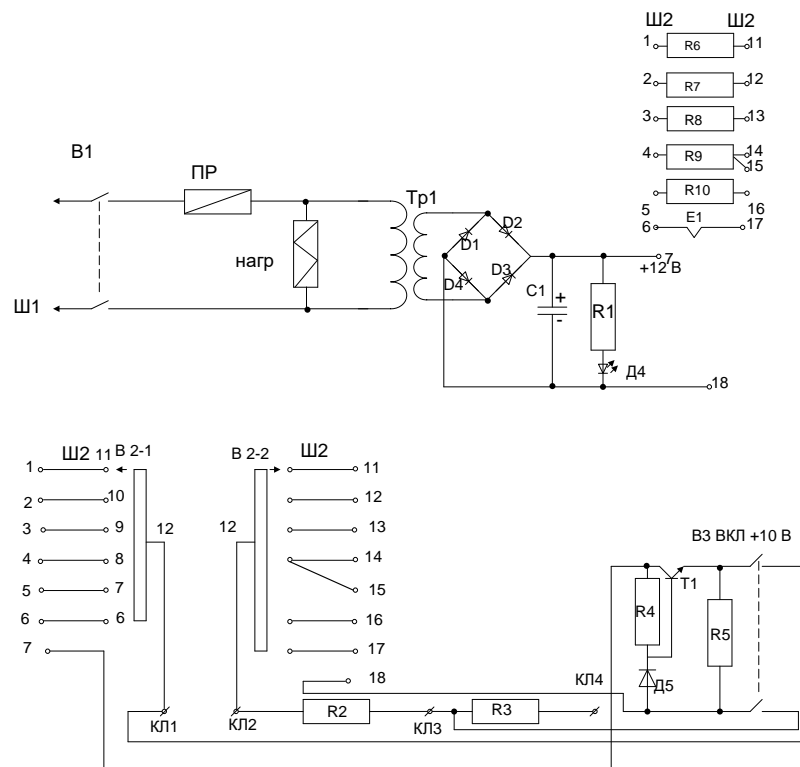 Ш2 Ш2
1 R6 11
2 R7 12
3 R8 13
4 R9 14
15
R10
5 16
6 E1 17
В1
ПР
Тр1
нагр
D1 D2
D4 D3
7
+12 В
C1 + -
R1
Д4
Ш1
18
Ш2 11 В 2-1 В 2-2 Ш2
1 11
2 10 12
3 9 12 12 13
4 8 14
5 7 15
6 6 16
7 17
18
В3 ВКЛ +10 В
T1
R4
R5
Д5
КЛ4
КЛ1 КЛ2 R2 КЛ3 R3